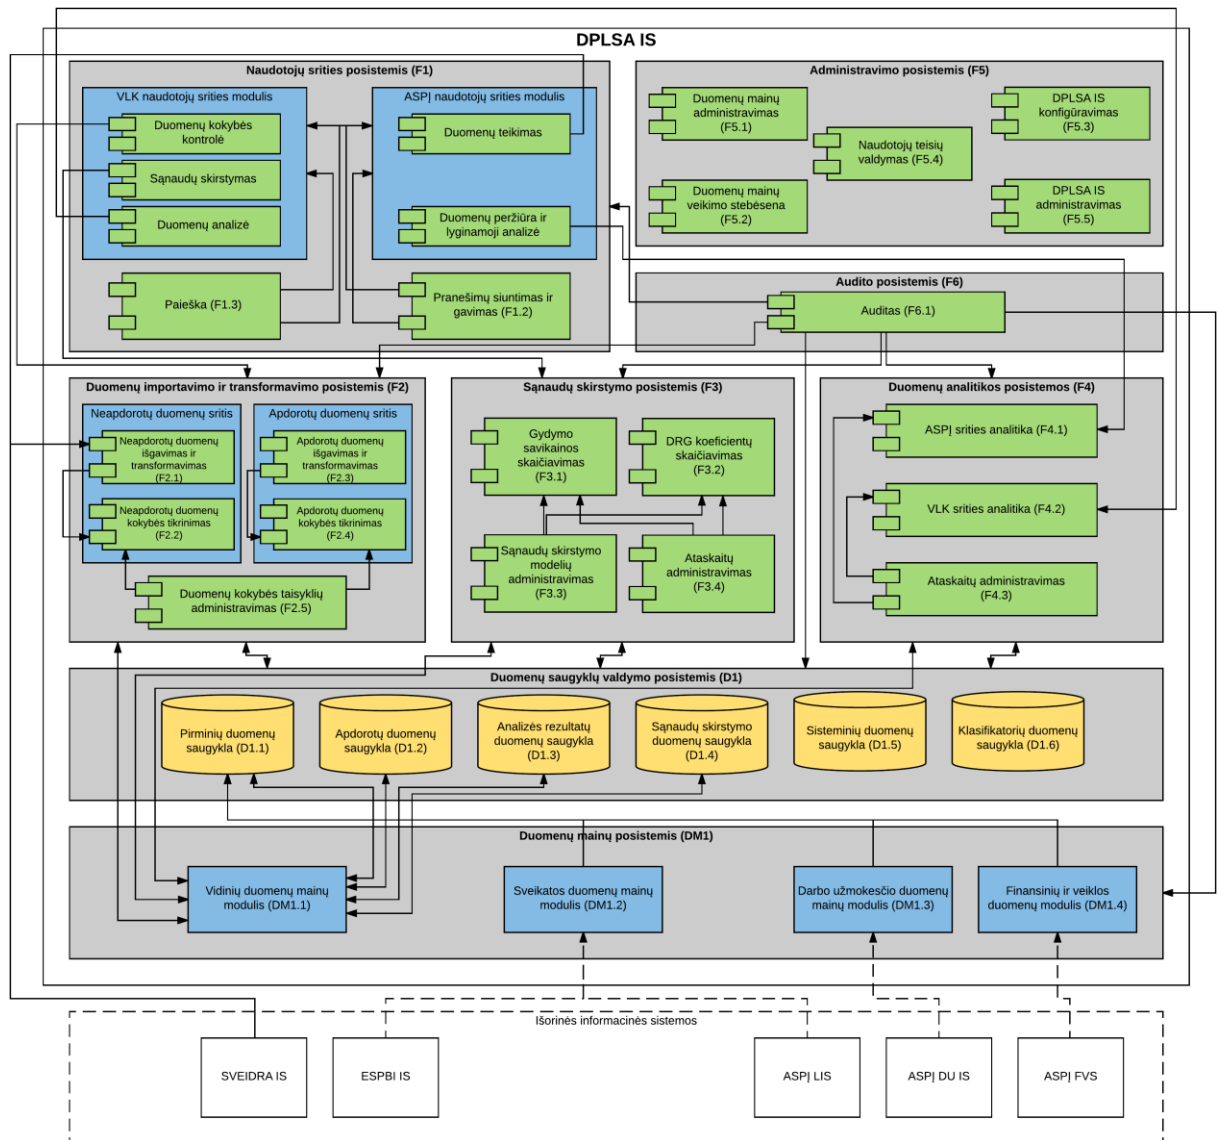 DPLSA IS
Naudotojų srities posistemis (F1)
VLK naudotojų srities modulis
Duomenų kokybės
kontrolė
Sąnaudų skirstymas
Duomenų analizė
ASPĮ naudotojų srities modulis
Duomenų teikimas
Duomenų peržiūra ir
lyginamoji analizė
Paieška (F1.3)
Pranešimų siuntimas ir
gavimas (F1.2)
Administravimo posistemis (F5)
Duomenų mainų
administravimas
(F5.1)
DPLSA IS
konfigūravimas
(F5.3)
Naudotojų teisių
valdymas (F5.4)
Duomenų mainų
veikimo stebėsena
(F5.2)
DPLSA IS
administravimas
(F5.5)
Audito posistemis (F6)
Auditas (F6.1)
Duomenų importavimo ir transformavimo posistemis (F2)
Neapdorotų duomenų sritis
Neapdorotų duomenų
išgavimas ir
transformavimas
(F2.1)
Neapdorotų duomenų
kokybės tikrinimas
(F2.2)
Apdorotų duomenų sritis
Apdorotų duomenų
išgavimas ir
transformavimas
(F2.3)
Apdorotų duomenų
kokybės tikrinimas
(F2.4)
Duomenų kokybės taisyklių
administravimas (F2.5)
Sąnaudų skirstymo posistemis (F3)
Gydymo
savikainos
skaičiavimas
(F3.1)
DRG koeficientų
skaičiavimas
(F3.2)
Sąnaudų skirstymo
modelių
administravimas
(F3.3)
Ataskaitų
administravimas
(F3.4)
Duomenų analitikos posistemos (F4)
ASPĮ srities analitika (F4.1)
VLK srities analitika (F4.2)
Ataskaitų administravimas
(F4.3)
Duomenų saugyklų valdymo posistemis (D1)
Pirminių duomenų
saugykla (D1.1)
Apdorotų duomenų
saugykla (D1.2)
Analizės rezultatų
duomenų saugykla
(D1.3)
Sąnaudų skirstymo
duomenų saugykla
(D1.4)
Sisteminių duomenų
saugykla (D1.5)
Klasifikatorių duomenų
saugykla (D1.6)
Duomenų mainų posistemis (DM1)
Vidinių duomenų mainų
modulis (DM1.1)
Sveikatos duomenų mainų
modulis (DM1.2)
Darbo užmokesčio duomenų
mainų modulis (DM1.3)
Finansinių ir veiklos
duomenų modulis (DM1.4)
Išorinės informacinės sistemos
SVEIDRA IS
ESPBI IS
ASPĮ LIS
ASPĮ DU IS
ASPĮ FVS